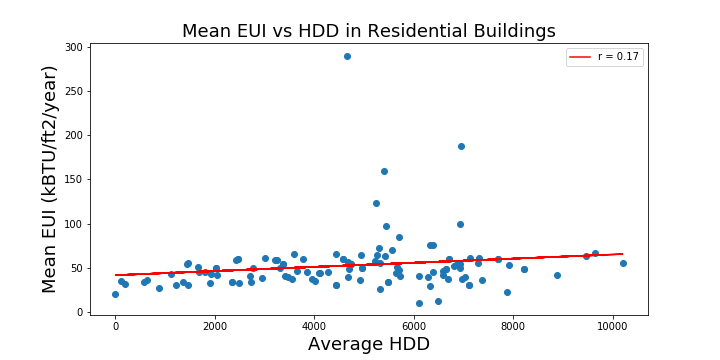 Mean EUI vs HDD in Residential Buildings
r = 0.17
Mean EUI (kBTU/ft2/year)
300
250
200
150
100
50
0
0 2000 4000 6000 8000 10000
Average HDD